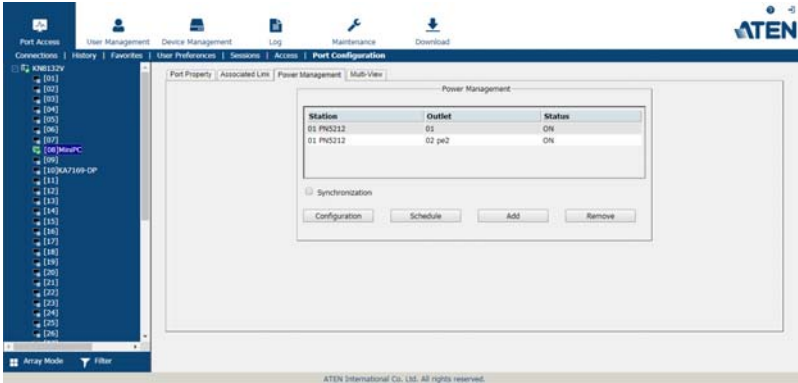 ATEN
Port Access User Management Device Management Log Maintenance Download
Connections | History | Favorites | User Preferences | Sessions | Access | Port Configuration
KN8132V
[01]
[02]
[03]
[04]
[05]
[06]
[07]
[08]MiniPC
[09]
[10]KA7169-DP
[11]
[12]
[13]
[14]
[15]
[16]
[17]
[18]
[19]
[20]
[21]
[22]
[23]
[24]
[25]
[26]
Array Mode Filter
Port Property Associated Link Power Management Multi-View
Power Management
Station Outlet Status
01 PN5212 01 ON
01 PN5212 02 pe2 ON
Synchronization
Configuration Schedule Add Remove
ATEN International Co. Ltd. All rights reserved.